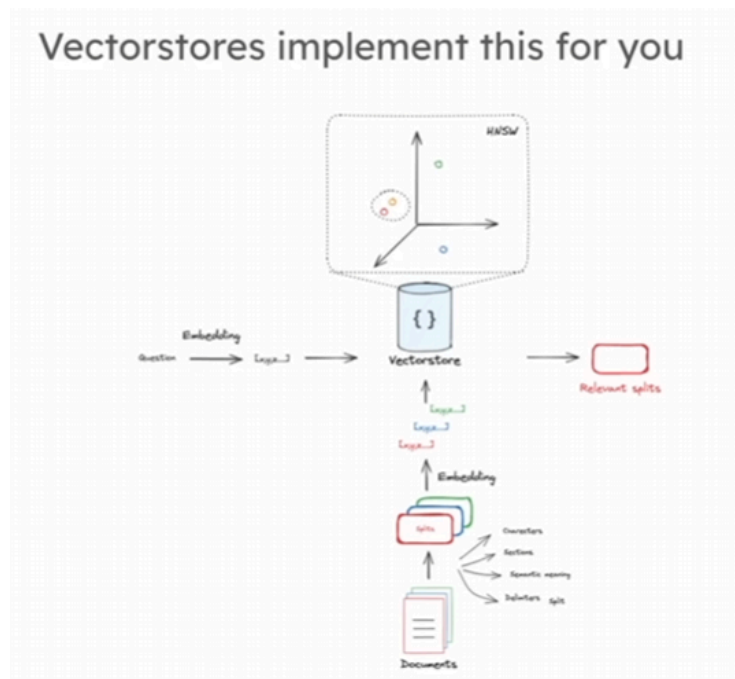 Vectorstores implement this for you
HNSW
{ }
Embedding
Question
[x,y,z...]
Vectorstore
Relevant splits
[x,y,z...]
[x,y,z...]
[x,y,z...]
Embedding
Splits
Characters
Sections
Semantic meaning
Delimiters Split
Documents